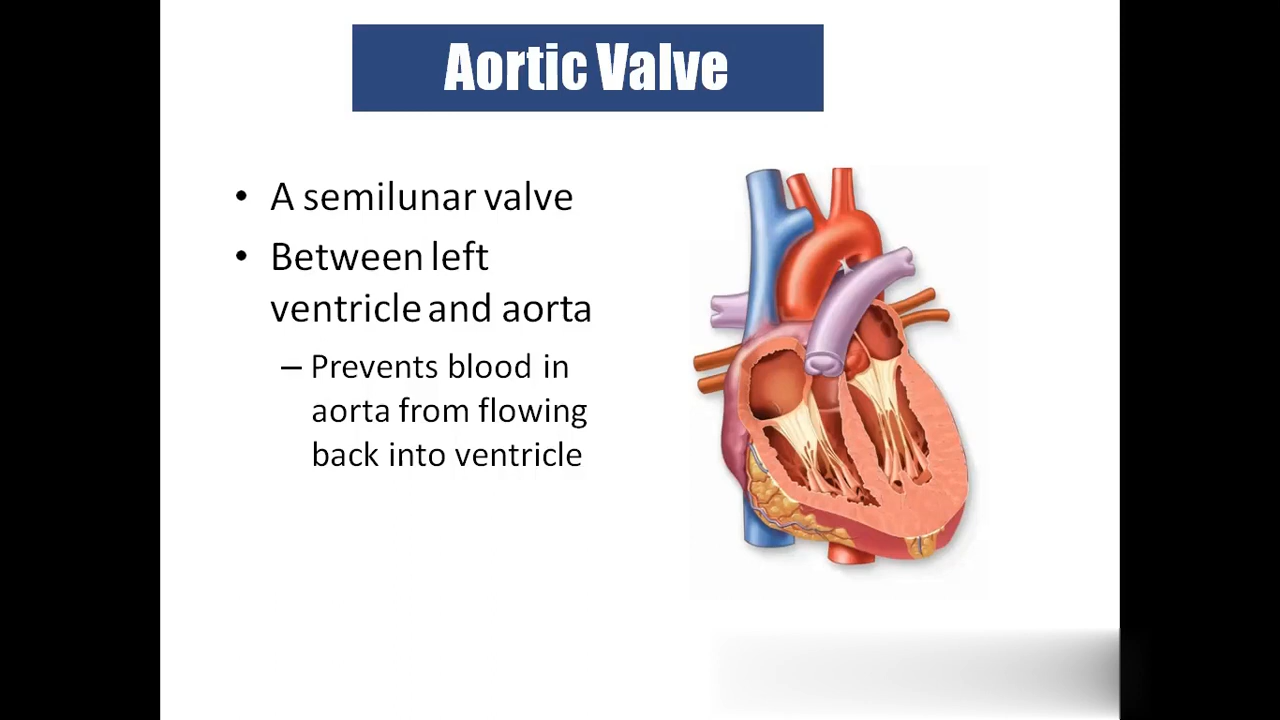 Aortic Valve
• A semilunar valve
• Between left
ventricle and aorta
– Prevents blood in
aorta from flowing
back into ventricle